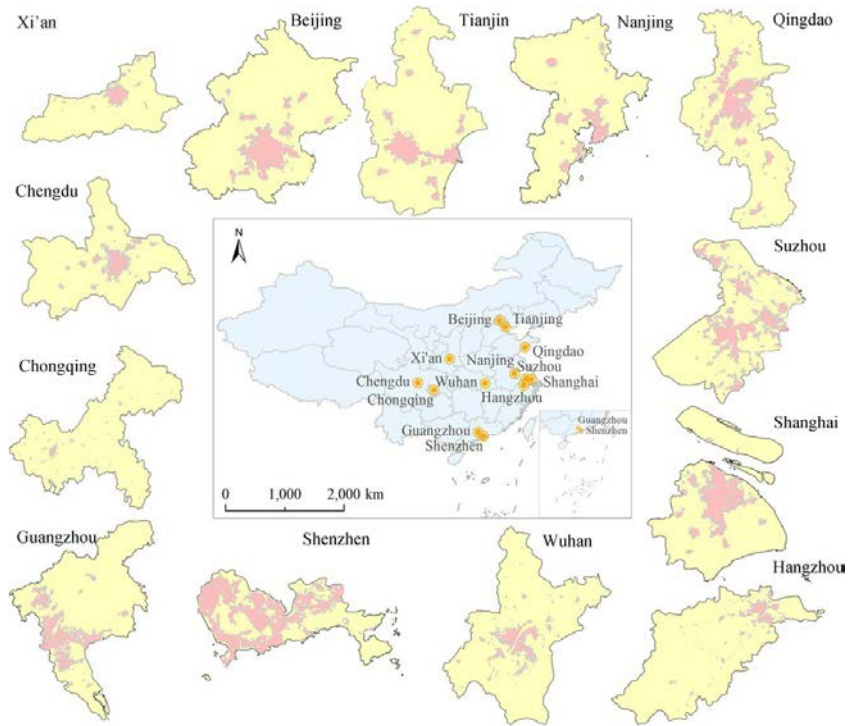 Xi’an
Beijing
Tianjin
Nanjing
Qingdao
Chengdu
Suzhou
N
Beijing
Tianjing
Qingdao
Xi'an
Nanjing
Suzhou
Chengdu
Wuhan
Shanghai
Chongqing
Hangzhou
Guangzhou
Shenzhen
Guangzhou
Shenzhen
0 1,000 2,000 km
Chongqing
Shanghai
Guangzhou
Shenzhen
Wuhan
Hangzhou